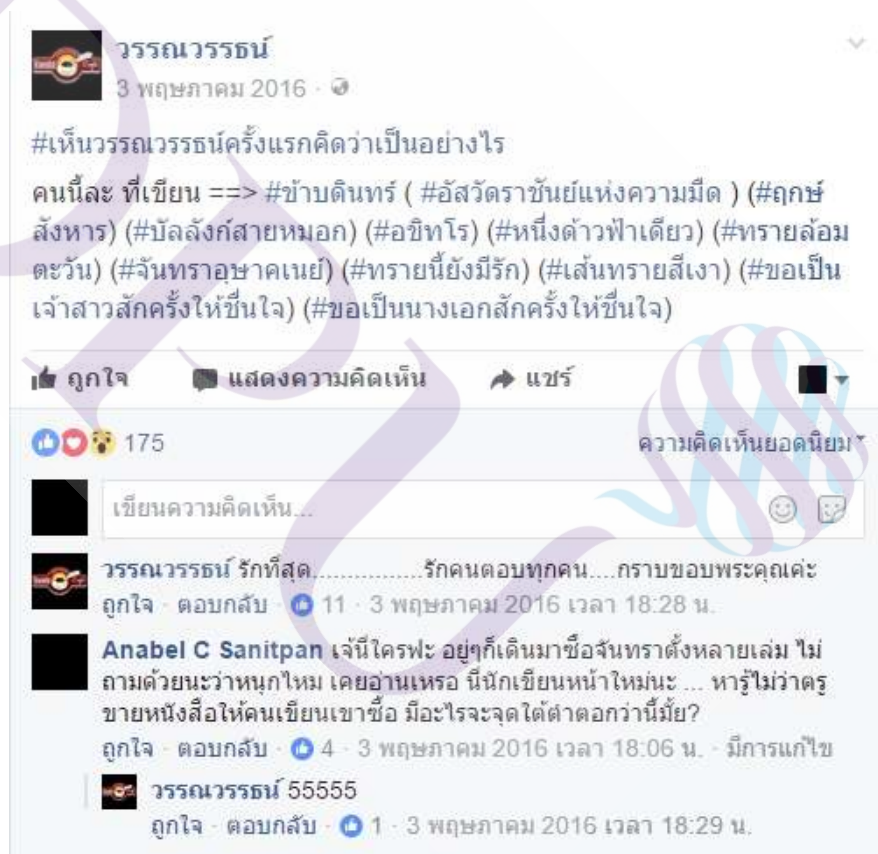 วรรณวรรธน์
3 พฤษภาคม 2016
#เห็นวรรณวรรธน์ครั้งแรกคิดว่าเป็นอย่างไร
คนนี้ละ ที่เขียน ==> #ข้าบดินทร์ ( #อัสวัดราชันย์แห่งความมืด ) (#ฤกษ์
สังหาร) (#บัลลังก์สายหมอก) (#อขิทโร) (#หนึ่งด้าวฟ้าเดียว) (#ทรายล้อม
ตะวัน) (#จันทราอุษาคเนย์) (#ทรายนี้ยังมีรัก) (#เส้นทรายสีเงา) (#ขอเป็น
เจ้าสาวสักครั้งให้ชื่นใจ) (#ขอเป็นนางเอกสักครั้งให้ชื่นใจ)
ถูกใจ แสดงความคิดเห็น แชร์
175 ความคิดเห็นยอดนิยม
เขียนความคิดเห็น...
วรรณวรรธน์ รักที่สุด.................รักคนตอบทุกคน....กราบขอบพระคุณค่ะ
ถูกใจ · ตอบกลับ · 11 · 3 พฤษภาคม 2016 เวลา 18:28 น.
Anabel C Sanitpan เจ้นี่ใครฟะ อยู่ๆก็เดินมาซื้อจันทราตั้งหลายเล่ม ไม่
ถามด้วยนะว่าหนุกไหม เคยอ่านเหรอ นี่นักเขียนหน้าใหม่นะ ... หารู้ไม่ว่าตรู
ขายหนังสือให้คนเขียนเขาซื้อ มีอะไรจะจุดใต้ตำตอกว่านี้มั้ย?
ถูกใจ · ตอบกลับ · 4 · 3 พฤษภาคม 2016 เวลา 18:06 น. · มีการแก้ไข
วรรณวรรธน์ 55555
ถูกใจ · ตอบกลับ · 1 · 3 พฤษภาคม 2016 เวลา 18:29 น.